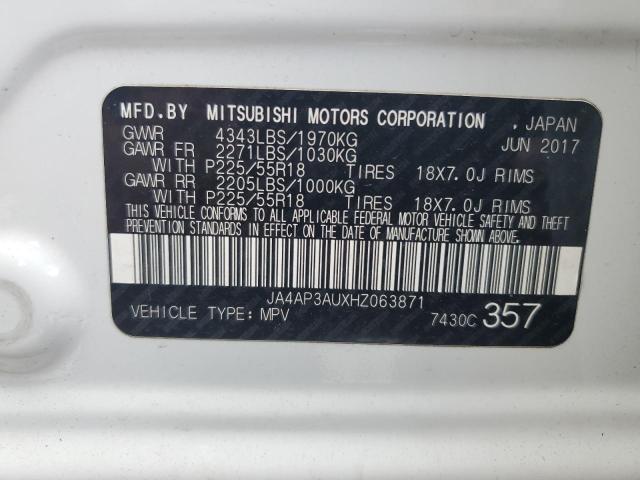 MFD.BY MITSUBISHI MOTORS CORPORATION , JAPAN
GVWR 4343LBS/1970KG JUN 2017
GAWR FR 2271LBS/1030KG
WITH P225/55R18 TIRES 18X7.0J RIMS
GAWR RR 2205LBS/1000KG
WITH P225/55R18 TIRES 18X7.0J RIMS
THIS VEHICLE CONFORMS TO ALL APPLICABLE FEDERAL MOTOR VEHICLE SAFETY AND THEFT
PREVENTION STANDARDS IN EFFECT ON THE DATE OF MANUFACTURE SHOWN ABOVE.
JA4AP3AUXHZ063871
VEHICLE TYPE: MPV 7430C 357